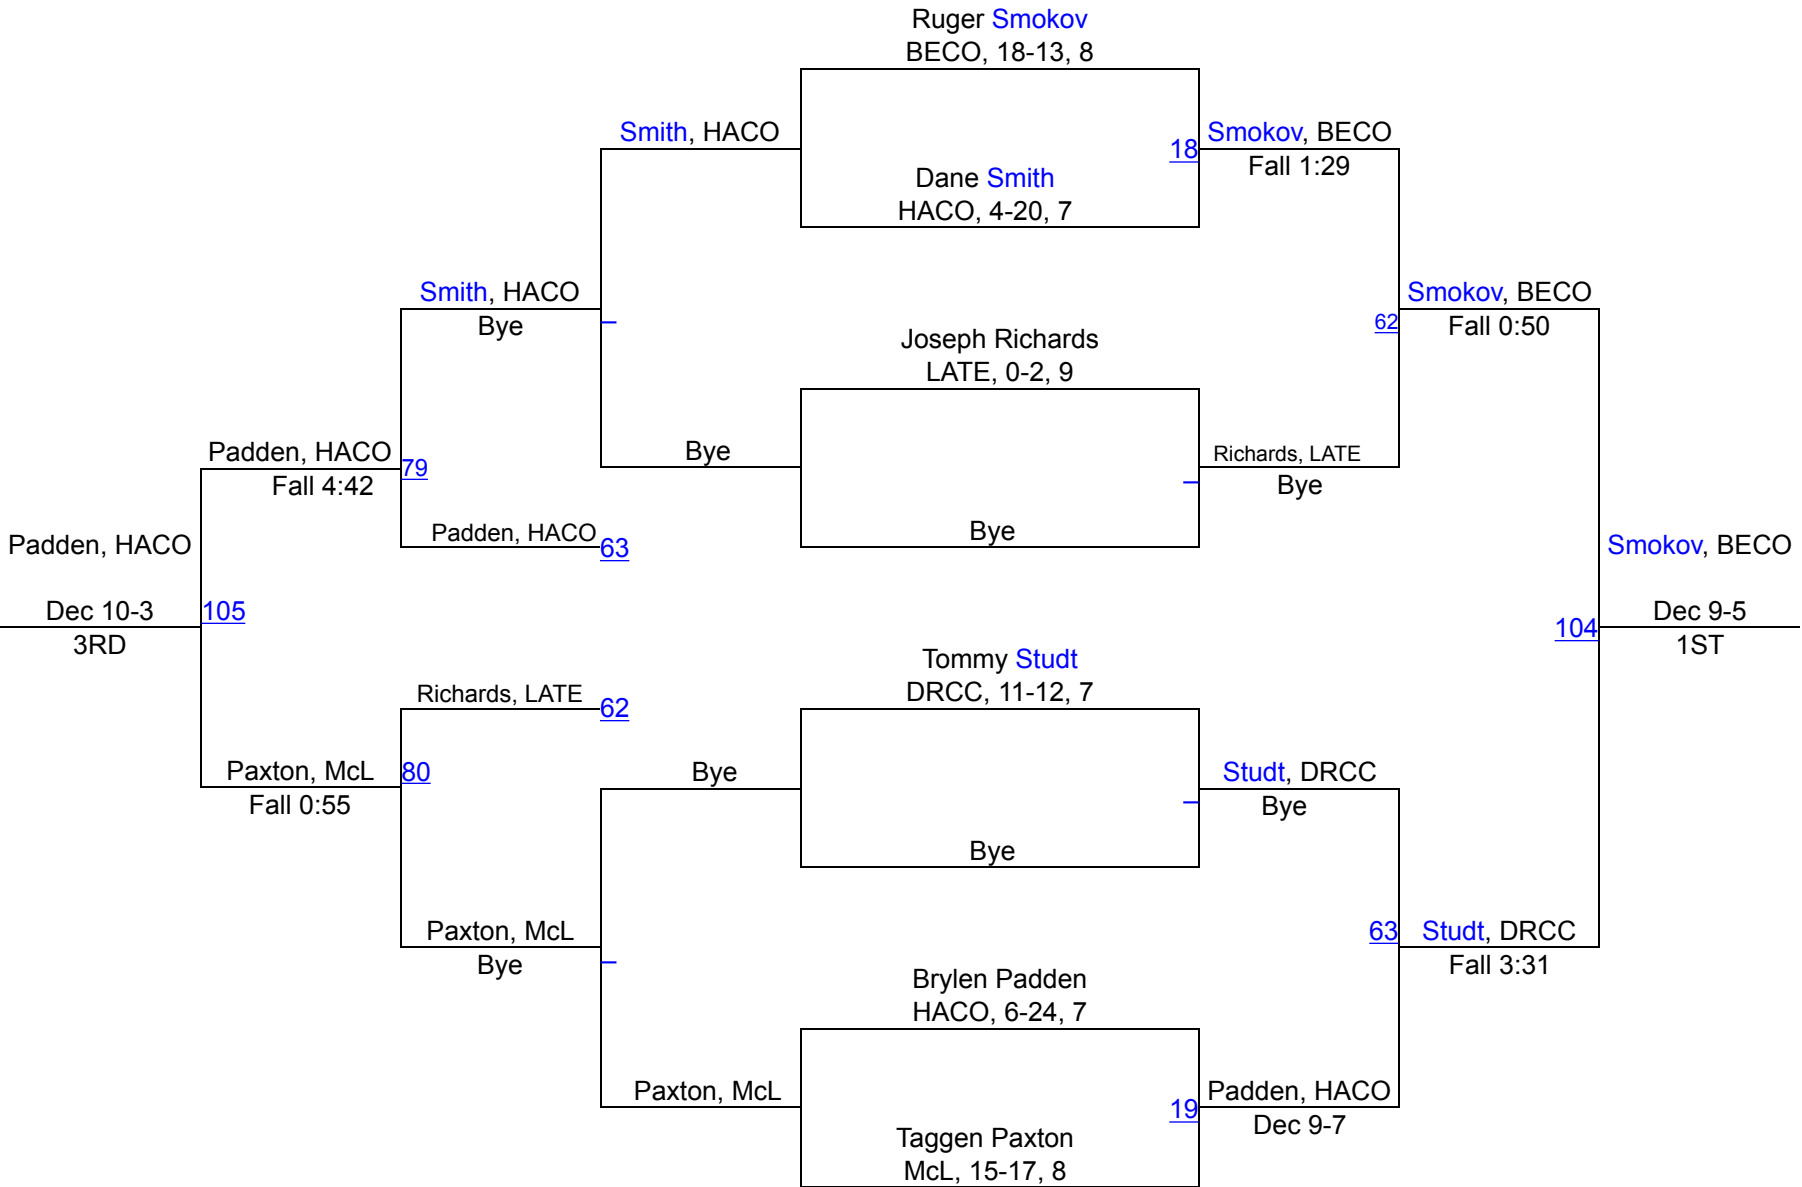 Ruger Smokov
BECO, 18-13, 8
Smith, HACO
18
Smokov, BECO
Fall 1:29
Dane Smith
HACO, 4-20, 7
Smith, HACO
Bye
Smokov, BECO
62
Fall 0:50
Joseph Richards
LATE, 0-2, 9
Padden, HACO
79
Fall 4:42
Bye
Richards, LATE
Bye
Padden, HACO
63
Bye
Padden, HACO
Smokov, BECO
Dec 10-3
105
3RD
Dec 9-5
104
1ST
Tommy Studt
DRCC, 11-12, 7
Richards, LATE
62
Paxton, McL
80
Fall 0:55
Bye
Studt, DRCC
Bye
Bye
Paxton, McL
Bye
63
Studt, DRCC
Fall 3:31
Brylen Padden
HACO, 6-24, 7
Paxton, McL
19
Padden, HACO
Dec 9-7
Taggen Paxton
McL, 15-17, 8